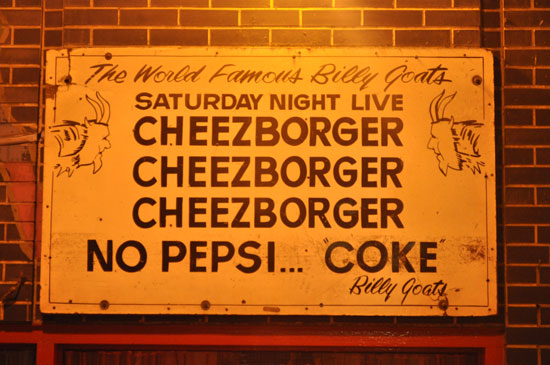 The World Famous Billy Goats
SATURDAY NIGHT LIVE
CHEEZBORGER
CHEEZBORGER
CHEEZBORGER
NO PEPSI... "COKE"
Billy Goats